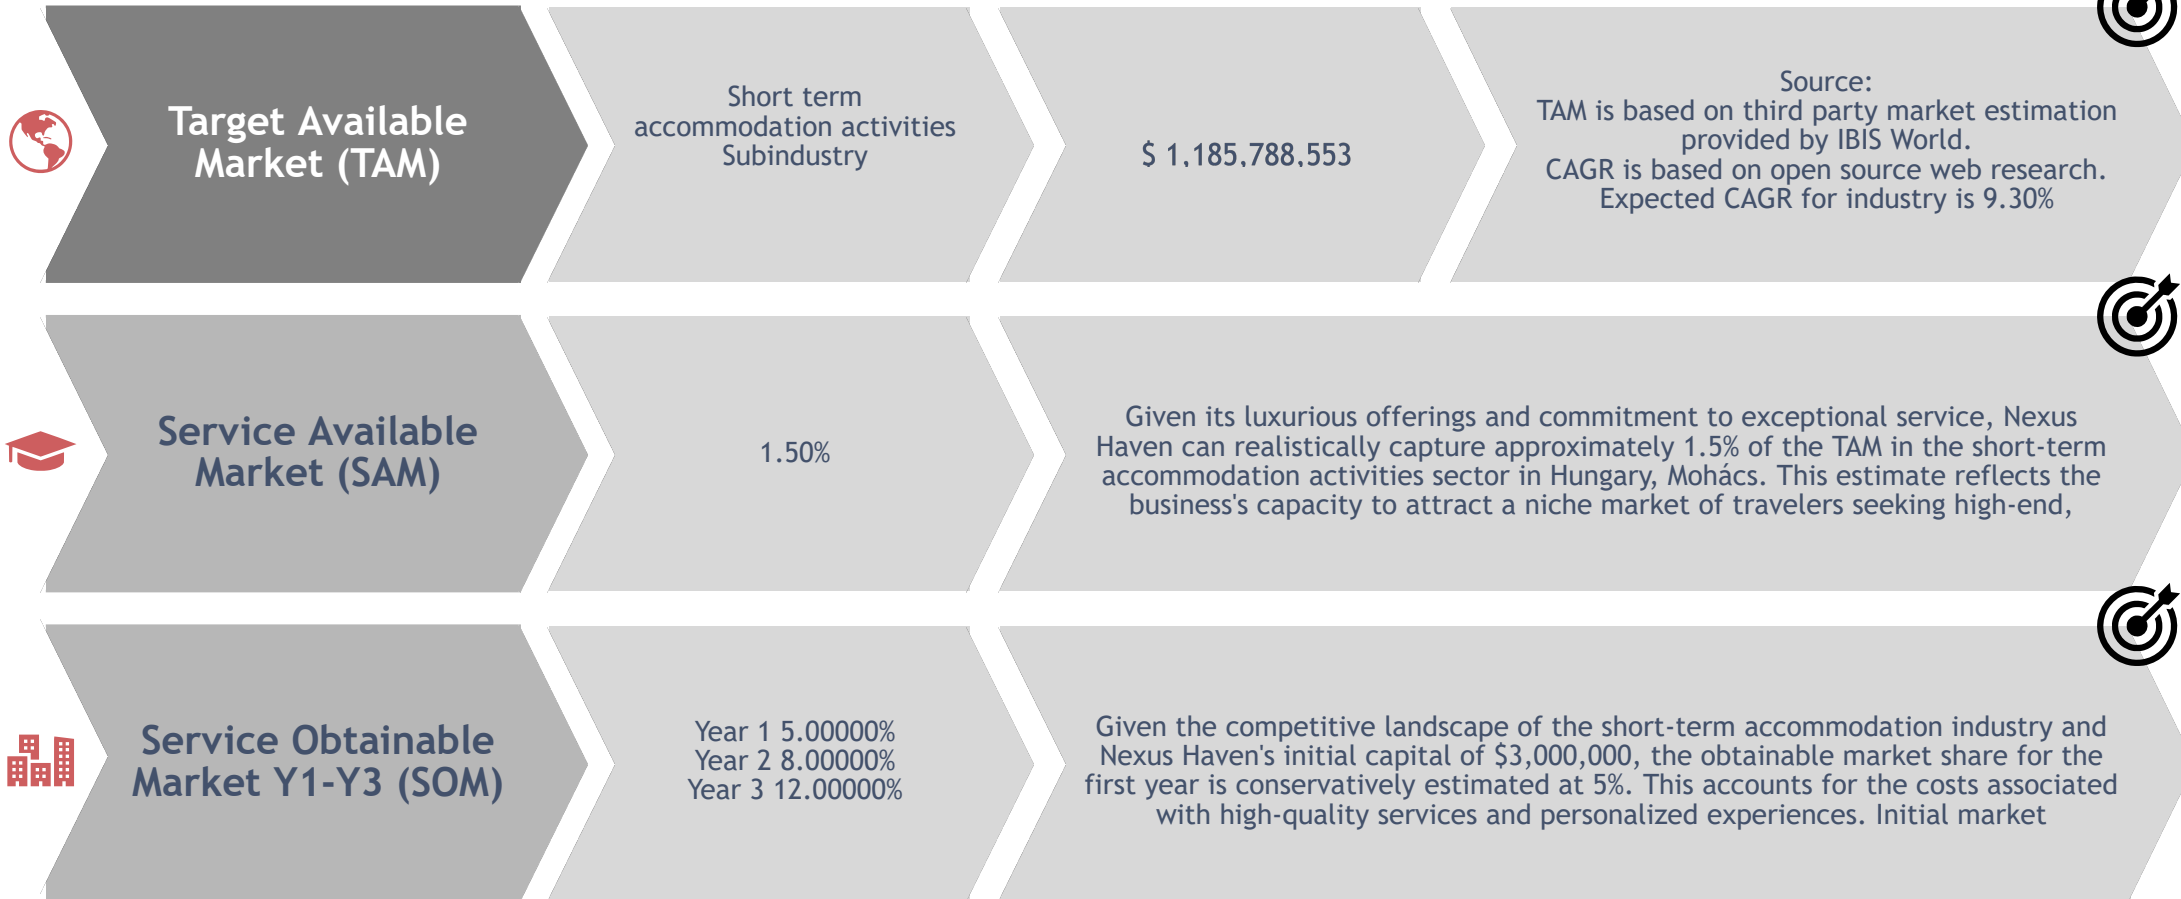 Target Available
Market (TAM)
Short term
accommodation activities
Subindustry
$ 1,185,788,553
Source:
TAM is based on third party market estimation
provided by IBIS World.
CAGR is based on open source web research.
Expected CAGR for industry is 9.30%
Service Available
Market (SAM)
1.50%
Given its luxurious offerings and commitment to exceptional service, Nexus
Haven can realistically capture approximately 1.5% of the TAM in the short-term
accommodation activities sector in Hungary, Mohács. This estimate reflects the
business's capacity to attract a niche market of travelers seeking high-end,
Service Obtainable
Market Y1-Y3 (SOM)
Year 1 5.00000%
Year 2 8.00000%
Year 3 12.00000%
Given the competitive landscape of the short-term accommodation industry and
Nexus Haven's initial capital of $3,000,000, the obtainable market share for the
first year is conservatively estimated at 5%. This accounts for the costs associated
with high-quality services and personalized experiences. Initial market